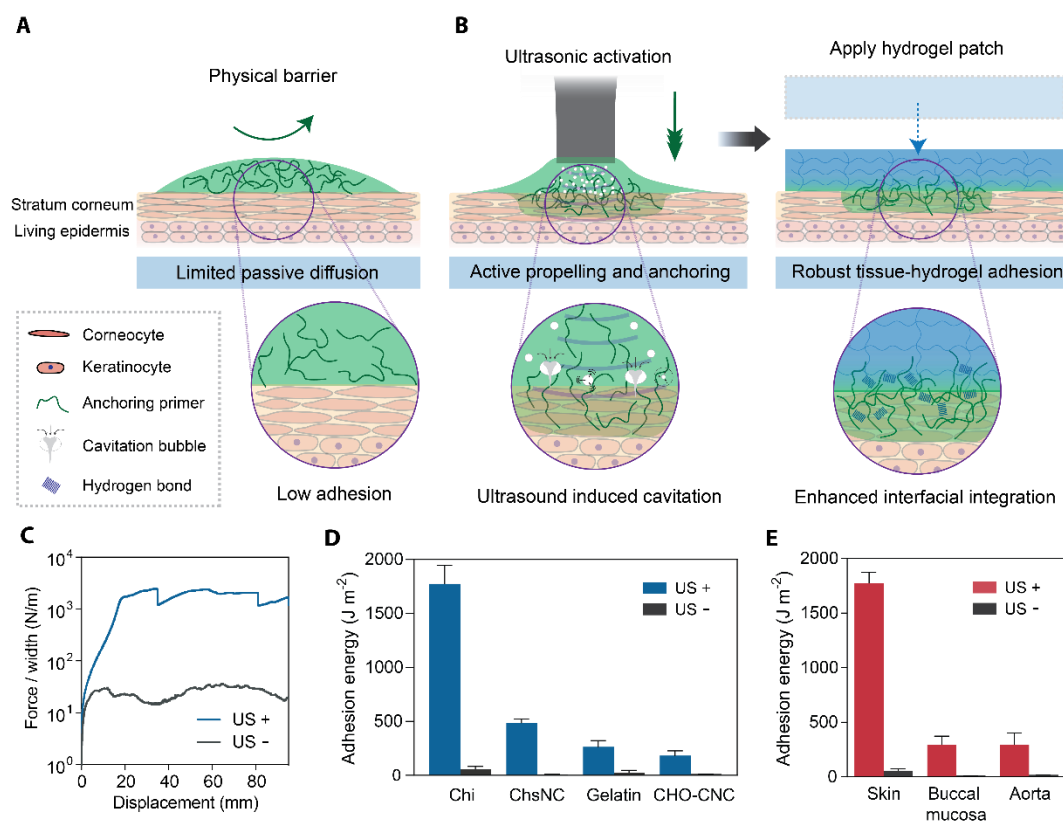 A
B
Physical barrier
Ultrasonic activation
Apply hydrogel patch
Stratum corneum
Living epidermis
Limited passive diffusion
Active propelling and anchoring
Robust tissue-hydrogel adhesion
Corneocyte
Keratinocyte
Anchoring primer
Cavitation bubble
Hydrogen bond
Low adhesion
Ultrasound induced cavitation
Enhanced interfacial integration
C
Force / width (N/m)
10⁴
10³
10²
10¹
10⁰
US +
US -
0
20
40
60
80
Displacement (mm)
D
Adhesion energy (J m⁻²)
2000
1500
1000
500
0
US +
US -
Chi
ChsNC
Gelatin
CHO-CNC
E
Adhesion energy (J m⁻²)
2000
1500
1000
500
0
US +
US -
Skin
Buccal
mucosa
Aorta